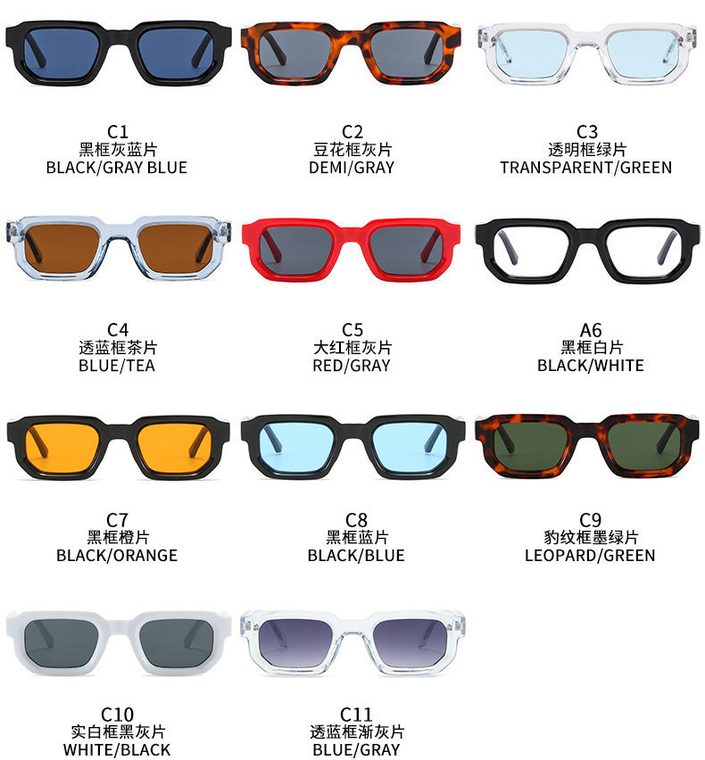 C1
黑框灰蓝片
BLACK/GRAY BLUE
C2
豆花框灰片
DEMI/GRAY
C3
透明框绿片
TRANSPARENT/GREEN
C4
透蓝框茶片
BLUE/TEA
C5
大红框灰片
RED/GRAY
A6
黑框白片
BLACK/WHITE
C7
黑框橙片
BLACK/ORANGE
C8
黑框蓝片
BLACK/BLUE
C9
豹纹框墨绿片
LEOPARD/GREEN
C10
实白框黑灰片
WHITE/BLACK
C11
透蓝框渐灰片
BLUE/GRAY